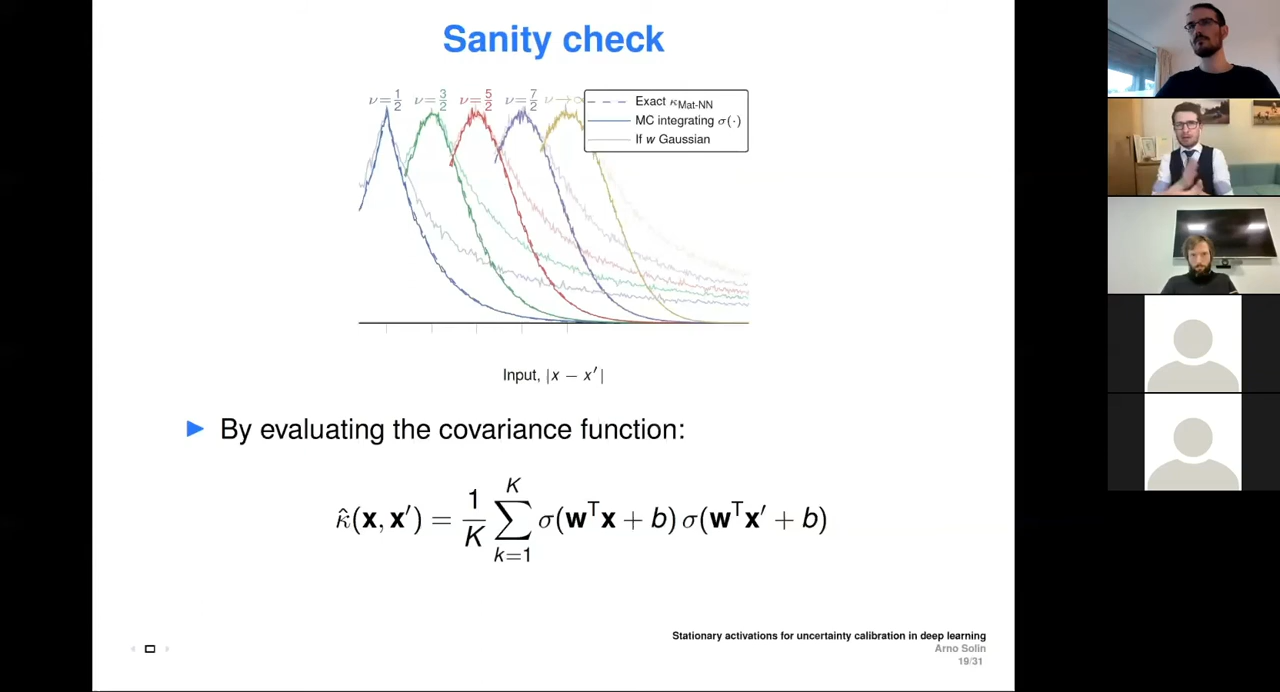 Sanity check
ν = 1/2 ν = 3/2 ν = 5/2 ν = 7/2 ν → ∞
Exact κ_Mat-NN
MC integrating σ(·)
If w Gaussian
Input, |x − x′|
By evaluating the covariance function:
κ̂(x, x′) = 1/K ∑_{k=1}^{K} σ(wᵀx + b) σ(wᵀx′ + b)
Stationary activations for uncertainty calibration in deep learning
Arno Solin
19/31